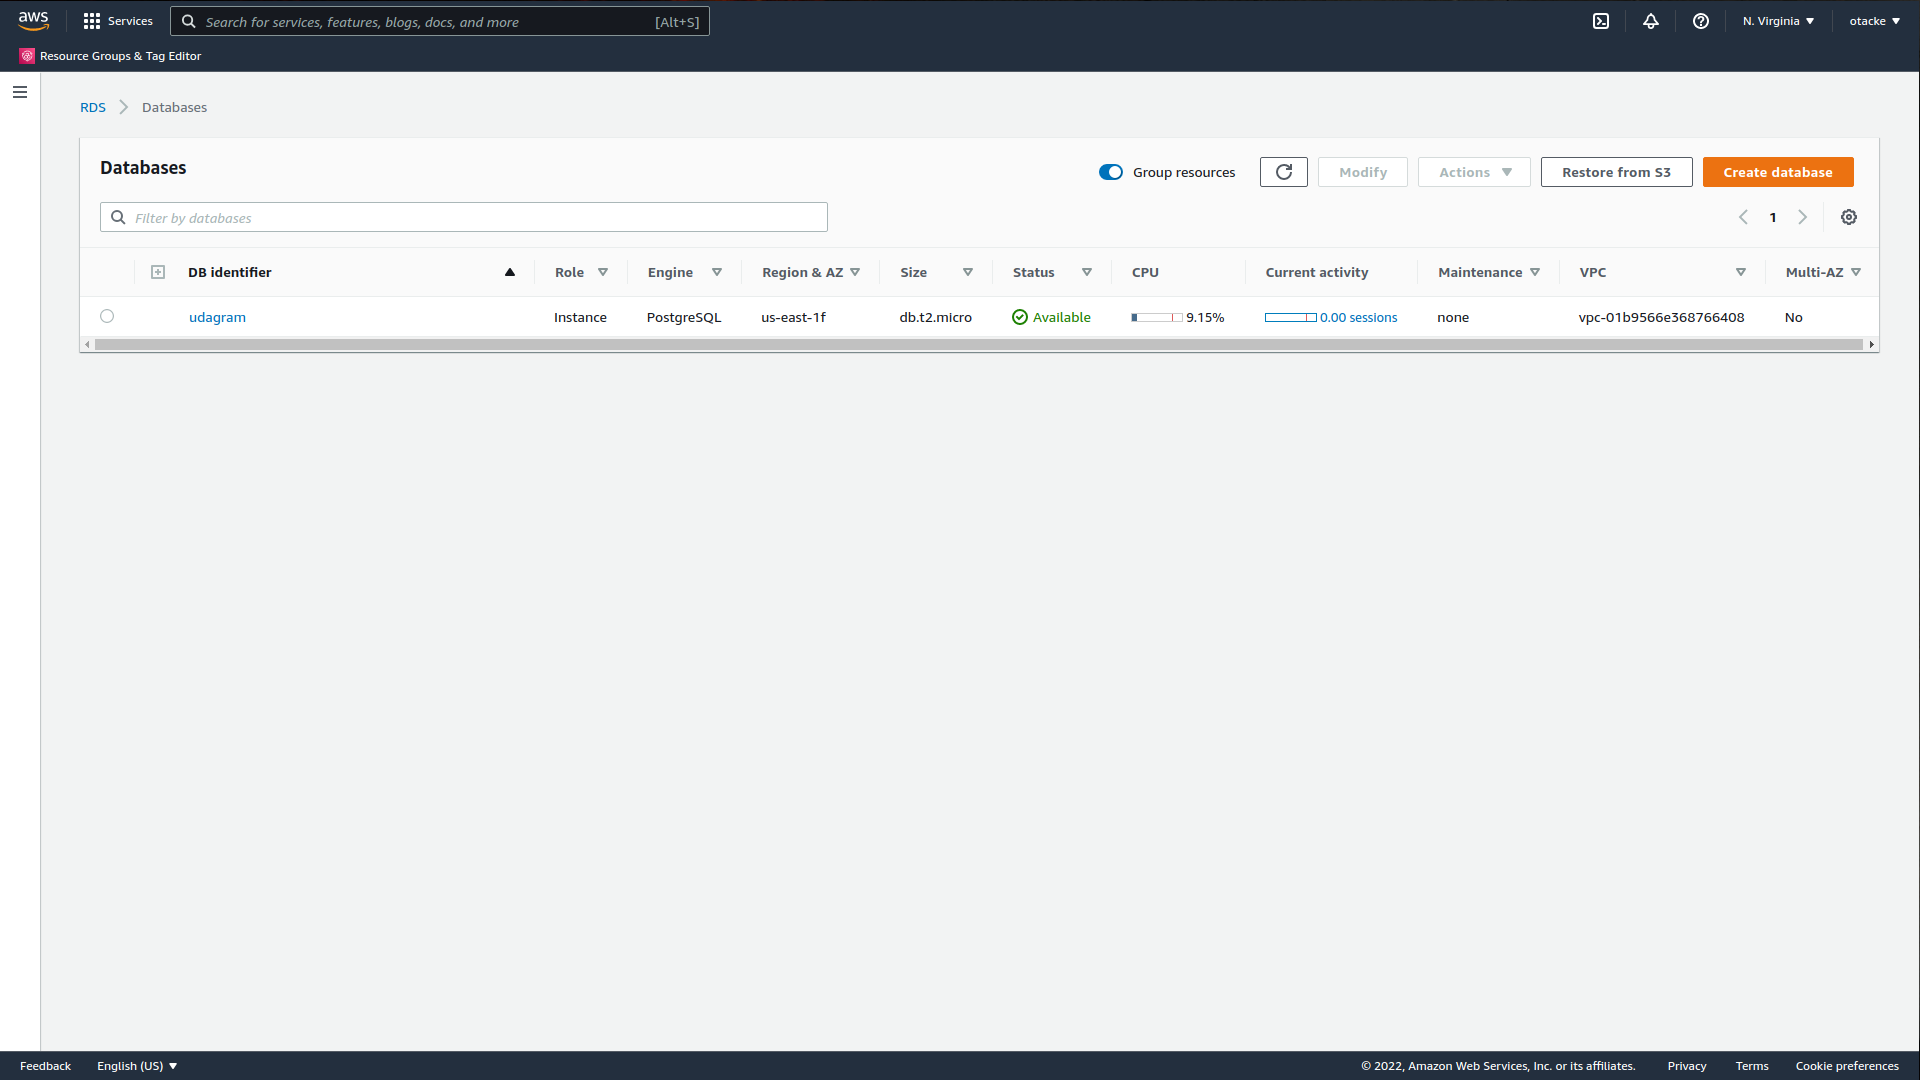 aws
Services
Search for services, features, blogs, docs, and more [Alt+S]
N. Virginia
otacke
Resource Groups & Tag Editor
RDS
Databases
Databases
Group resources
Modify
Actions
Restore from S3
Create database
Filter by databases
1
DB identifier Role Engine Region & AZ Size Status CPU Current activity Maintenance VPC Multi-AZ
udagram Instance PostgreSQL us-east-1f db.t2.micro Available 9.15% 0.00 sessions none vpc-01b9566e368766408 No
Feedback English (US) © 2022, Amazon Web Services, Inc. or its affiliates. Privacy Terms Cookie preferences